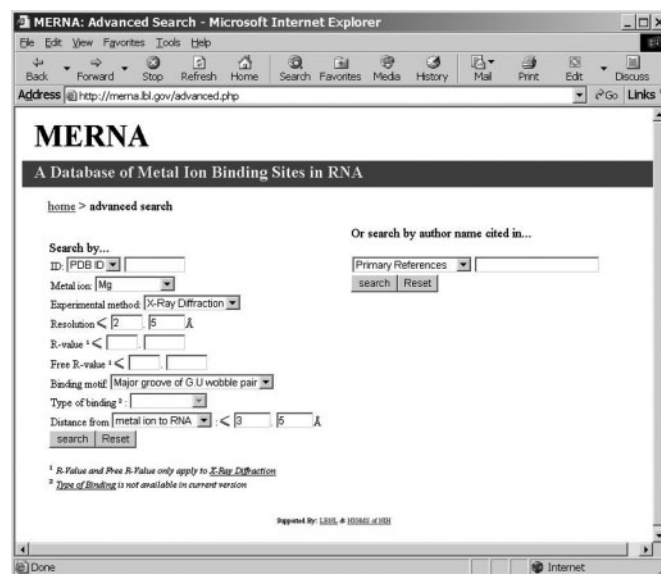 MERNA: Advanced Search - Microsoft Internet Explorer
File Edit View Favorites Tools Help
Back Forward Stop Refresh Home Search Favorites Media History Mail Print Edit Discuss
Address http://merna.lbl.gov/advanced.php Go Links
MERNA
A Database of Metal Ion Binding Sites in RNA
home > advanced search
Or search by author name cited in...
Search by...
ID: PDB ID
Primary References
Metal ion: Mg
search Reset
Experimental method: X-Ray Diffraction
Resolution ≤ 2 . 5 Å
R-value ¹ ≤ .
Free R-value ¹ ≤ .
Binding motif: Major groove of G.U wobble pair
Type of binding ² :
Distance from metal ion to RNA : ≤ 3 . 5 Å
search Reset
¹ R-Value and Free R-Value only apply to X-Ray Diffraction
² Type of Binding is not available in current version
Supported By: LBNL & NIGMS of NIH
Done Internet